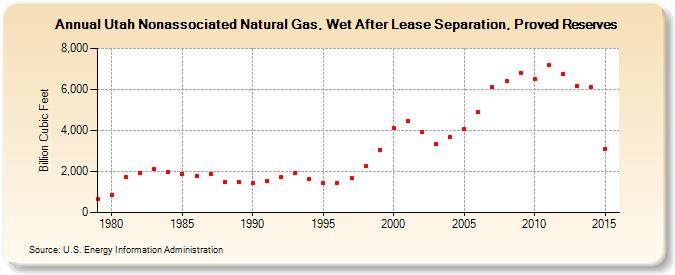 Annual Utah Nonassociated Natural Gas, Wet After Lease Separation, Proved Reserves
Billion Cubic Feet
8,000
6,000
4,000
2,000
0
1980 1985 1990 1995 2000 2005 2010 2015
Source: U.S. Energy Information Administration